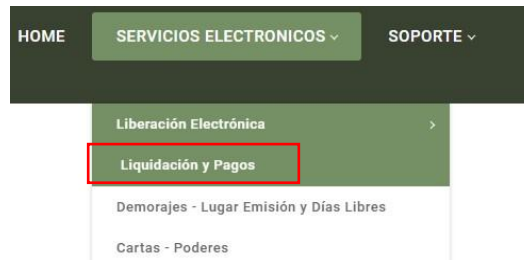 HOME SERVICIOS ELECTRONICOS SOPORTE
Liberación Electrónica
Liquidación y Pagos
Demorajes - Lugar Emisión y Días Libres
Cartas - Poderes